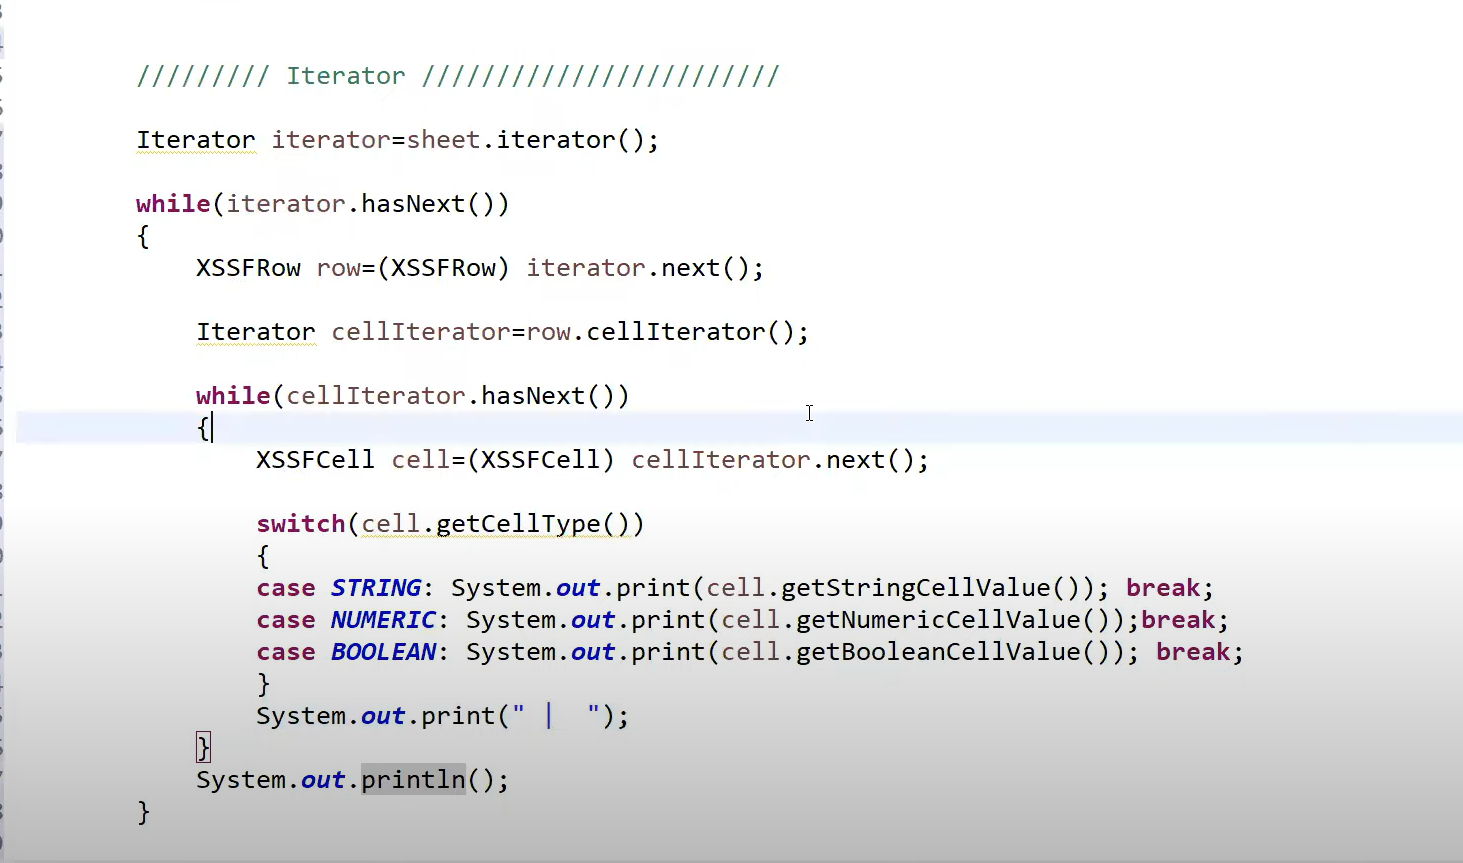 ///////// Iterator ////////////////////////
Iterator iterator=sheet.iterator();
while(iterator.hasNext())
{
XSSFRow row=(XSSFRow) iterator.next();
Iterator cellIterator=row.cellIterator();
while(cellIterator.hasNext())
{
XSSFCell cell=(XSSFCell) cellIterator.next();
switch(cell.getCellType())
{
case STRING: System.out.print(cell.getStringCellValue()); break;
case NUMERIC: System.out.print(cell.getNumericCellValue());break;
case BOOLEAN: System.out.print(cell.getBooleanCellValue()); break;
}
System.out.print(" |  ");
}
System.out.println();
}